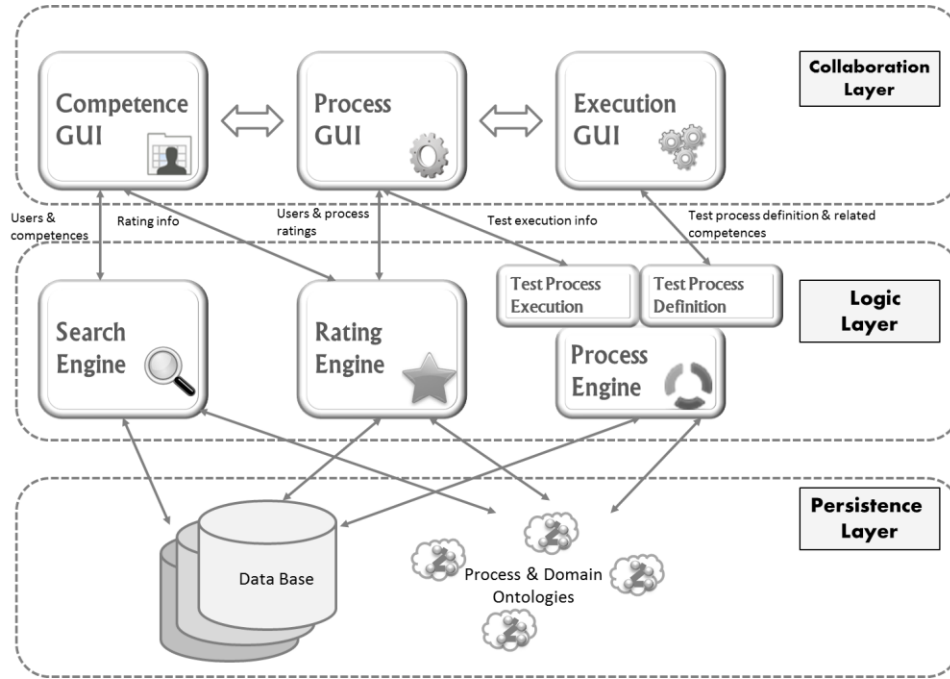 Collaboration
Layer
Competence
GUI
Process
GUI
Execution
GUI
Users &
competences
Rating info
Users & process
ratings
Test execution info
Test process definition & related
competences
Logic
Layer
Search
Engine
Rating
Engine
Test Process
Execution
Test Process
Definition
Process
Engine
Persistence
Layer
Data Base
Process & Domain
Ontologies